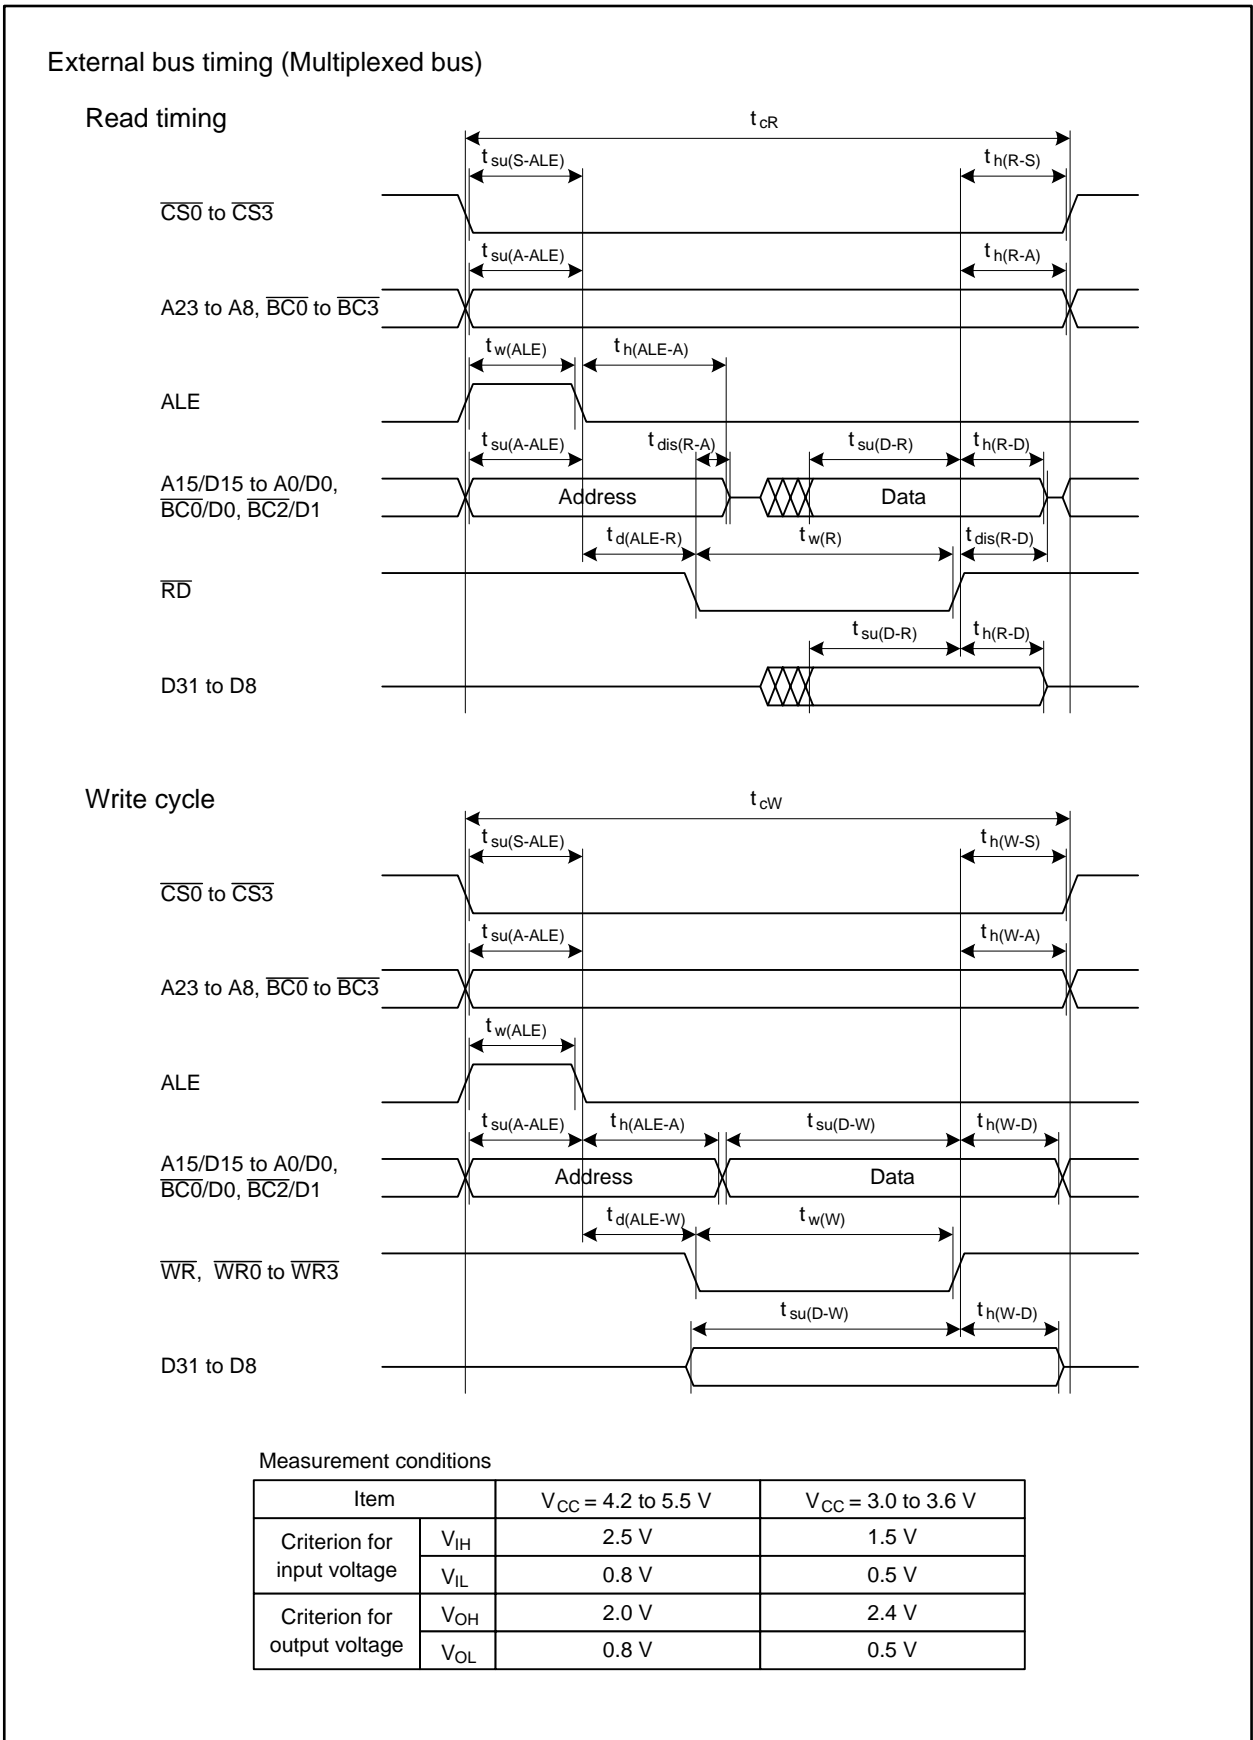 External bus timing (Multiplexed bus)
Read timing
tcR
tsu(S-ALE) th(R-S)
CS0 to CS3
tsu(A-ALE) th(R-A)
A23 to A8, BC0 to BC3
tw(ALE) th(ALE-A)
ALE
tsu(A-ALE) tdis(R-A) tsu(D-R) th(R-D)
A15/D15 to A0/D0,
BC0/D0, BC2/D1
Address Data
td(ALE-R) tw(R) tdis(R-D)
RD
tsu(D-R) th(R-D)
D31 to D8
Write cycle
tcW
tsu(S-ALE) th(W-S)
CS0 to CS3
tsu(A-ALE) th(W-A)
A23 to A8, BC0 to BC3
tw(ALE)
ALE
tsu(A-ALE) th(ALE-A) tsu(D-W) th(W-D)
A15/D15 to A0/D0,
BC0/D0, BC2/D1
Address Data
td(ALE-W) tw(W)
WR, WR0 to WR3
tsu(D-W) th(W-D)
D31 to D8
Measurement conditions
Item VCC = 4.2 to 5.5 V VCC = 3.0 to 3.6 V
Criterion for
input voltage
VIH 2.5 V 1.5 V
VIL 0.8 V 0.5 V
Criterion for
output voltage
VOH 2.0 V 2.4 V
VOL 0.8 V 0.5 V